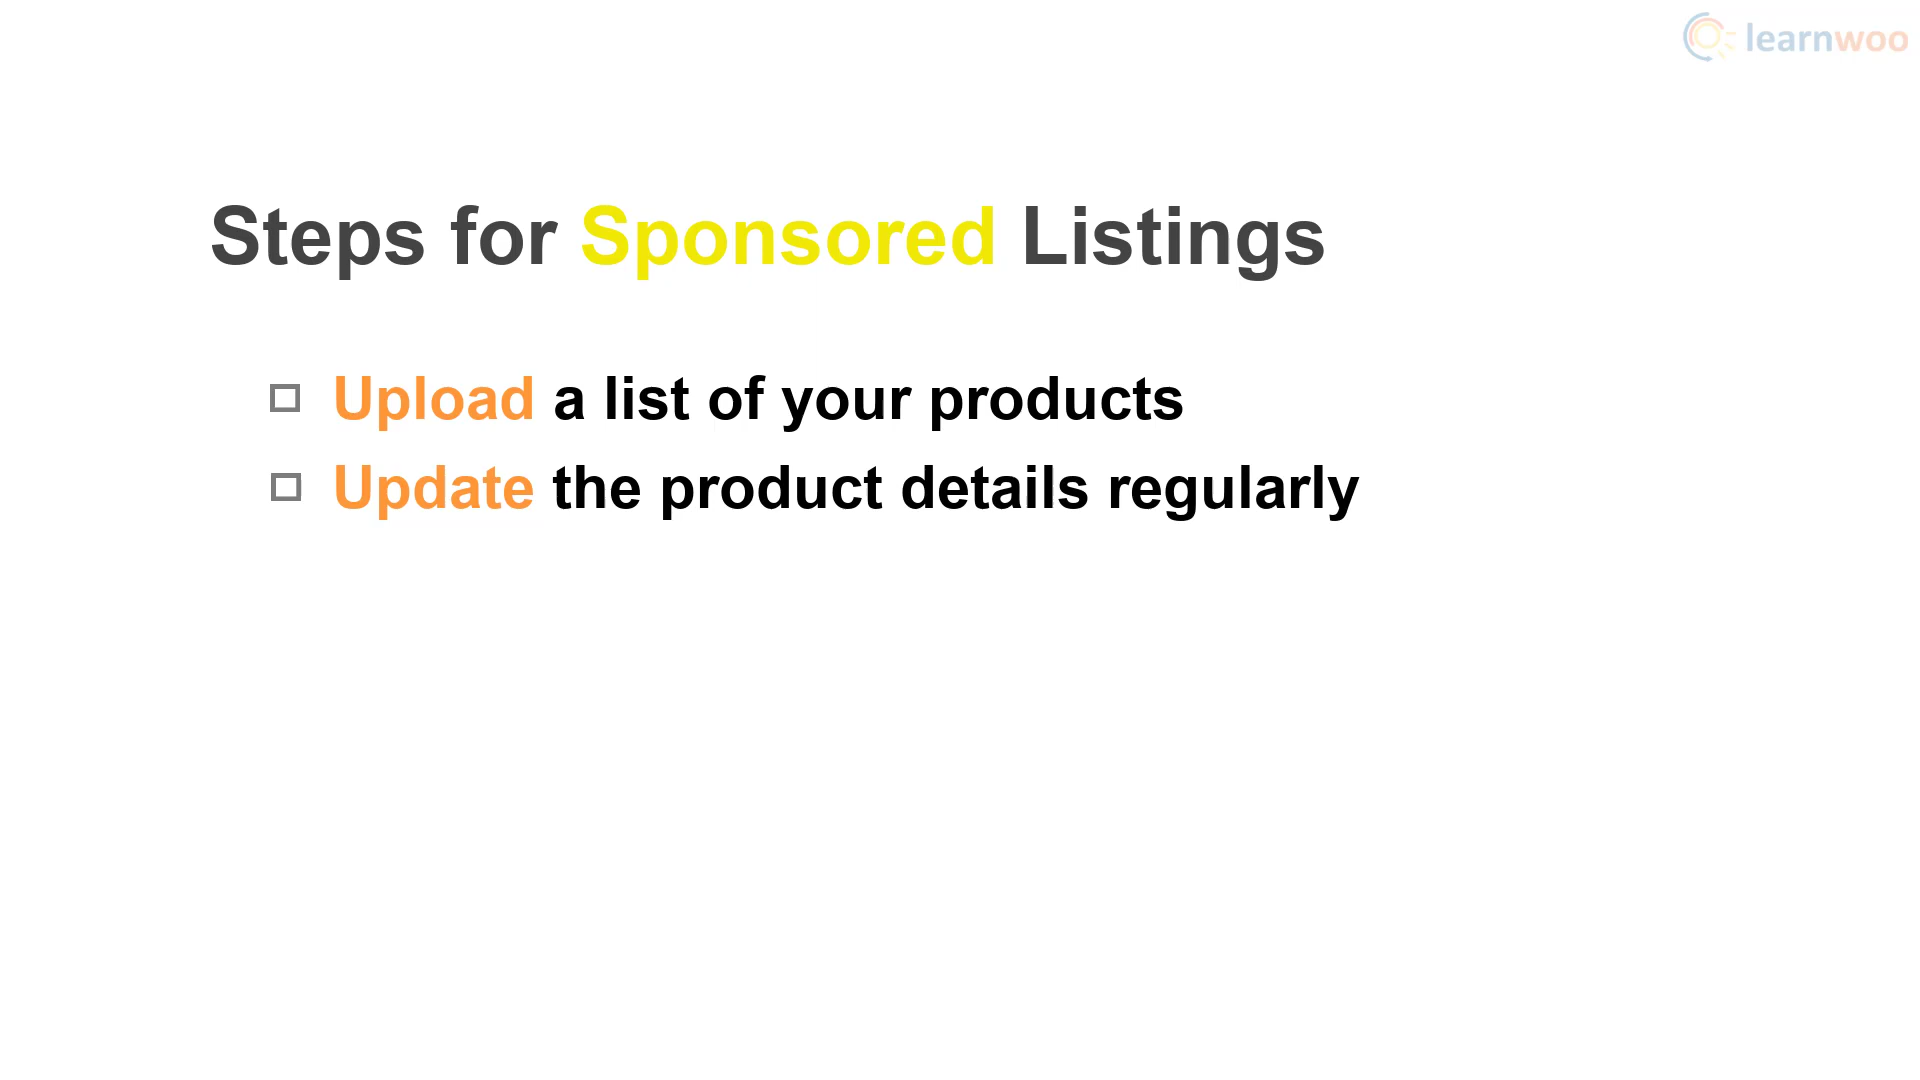 learnwoo
Steps for Sponsored Listings
Upload a list of your products
Update the product details regularly